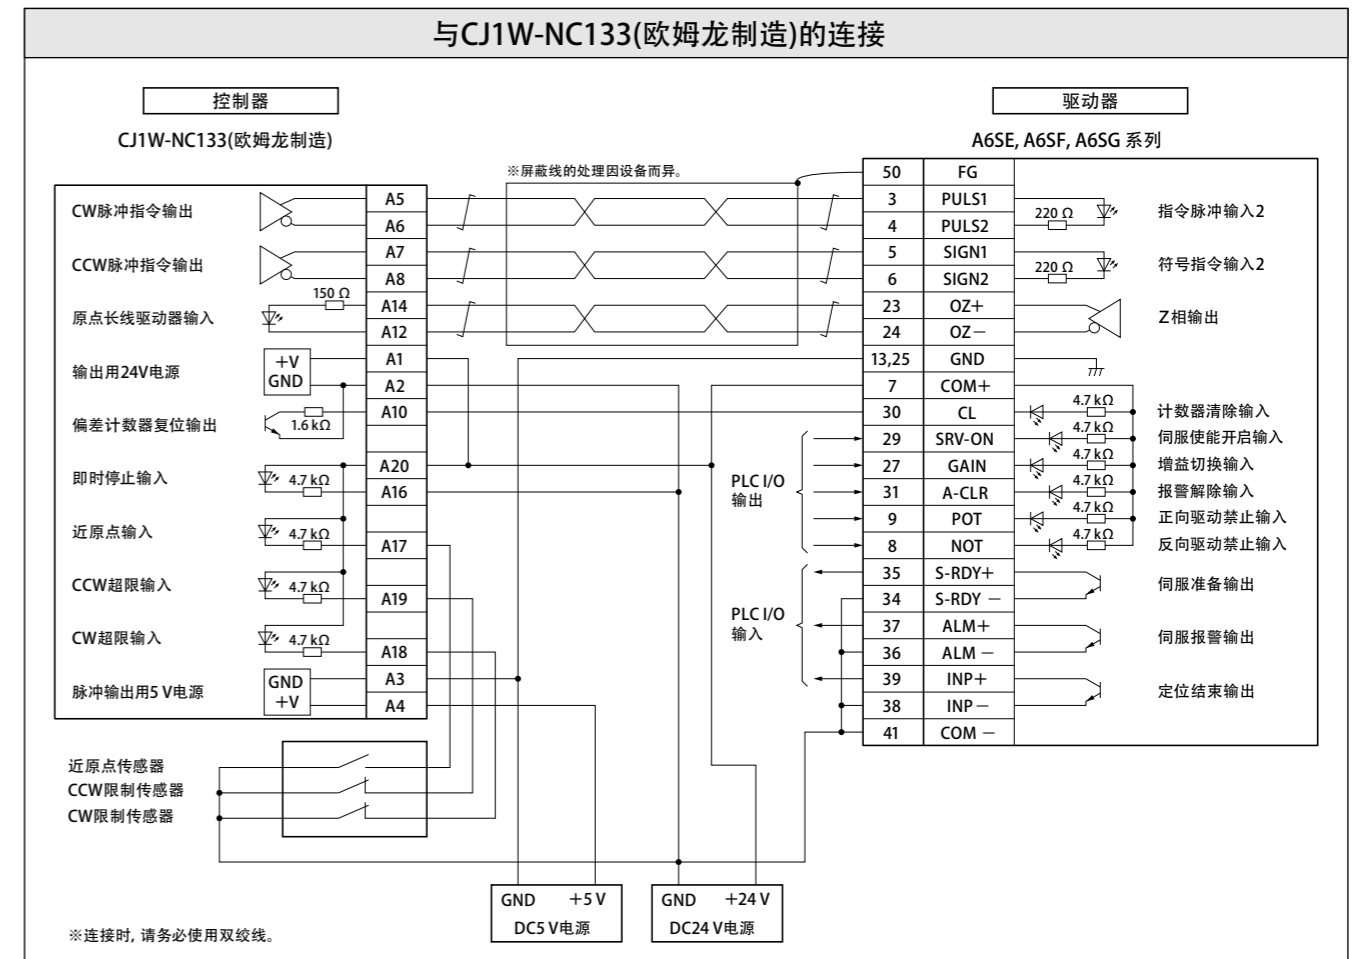 与CJ1W-NC133(欧姆龙制造)的连接
控制器
CJ1W-NC133(欧姆龙制造)
驱动器
A6SE, A6SF, A6SG 系列
※屏蔽线的处理因设备而异。
CW脉冲指令输出
A5
A6
CCW脉冲指令输出
A7
A8
原点长线驱动器输入
150 Ω
A14
A12
输出用24V电源
+V
GND
A1
A2
偏差计数器复位输出
1.6 kΩ
A10
即时停止输入
4.7 kΩ
A20
A16
近原点输入
4.7 kΩ
A17
CCW超限输入
4.7 kΩ
A19
CW超限输入
4.7 kΩ
A18
脉冲输出用5 V电源
GND
+V
A3
A4
50 FG
3 PULS1
4 PULS2
220 Ω
指令脉冲输入2
5 SIGN1
6 SIGN2
220 Ω
符号指令输入2
23 OZ+
24 OZ−
Z相输出
13,25 GND
7 COM+
30 CL 4.7 kΩ 计数器清除输入
29 SRV-ON 4.7 kΩ 伺服使能开启输入
27 GAIN 4.7 kΩ 增益切换输入
31 A-CLR 4.7 kΩ 报警解除输入
9 POT 4.7 kΩ 正向驱动禁止输入
8 NOT 4.7 kΩ 反向驱动禁止输入
PLC I/O
输出
35 S-RDY+
34 S-RDY −
伺服准备输出
37 ALM+
36 ALM −
伺服报警输出
39 INP+
38 INP−
定位结束输出
41 COM −
PLC I/O
输入
近原点传感器
CCW限制传感器
CW限制传感器
GND +5 V
DC5 V电源
GND +24 V
DC24 V电源
※连接时, 请务必使用双绞线。